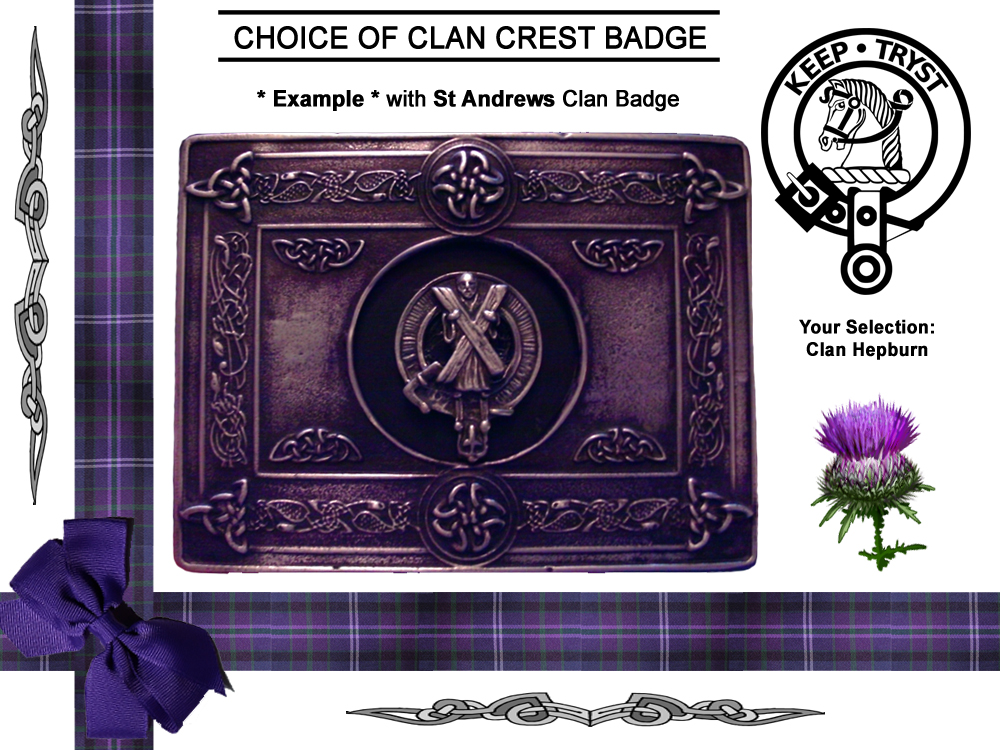 CHOICE OF CLAN CREST BADGE
* Example * with St Andrews Clan Badge
KEEP • TRYST
Your Selection:
Clan Hepburn